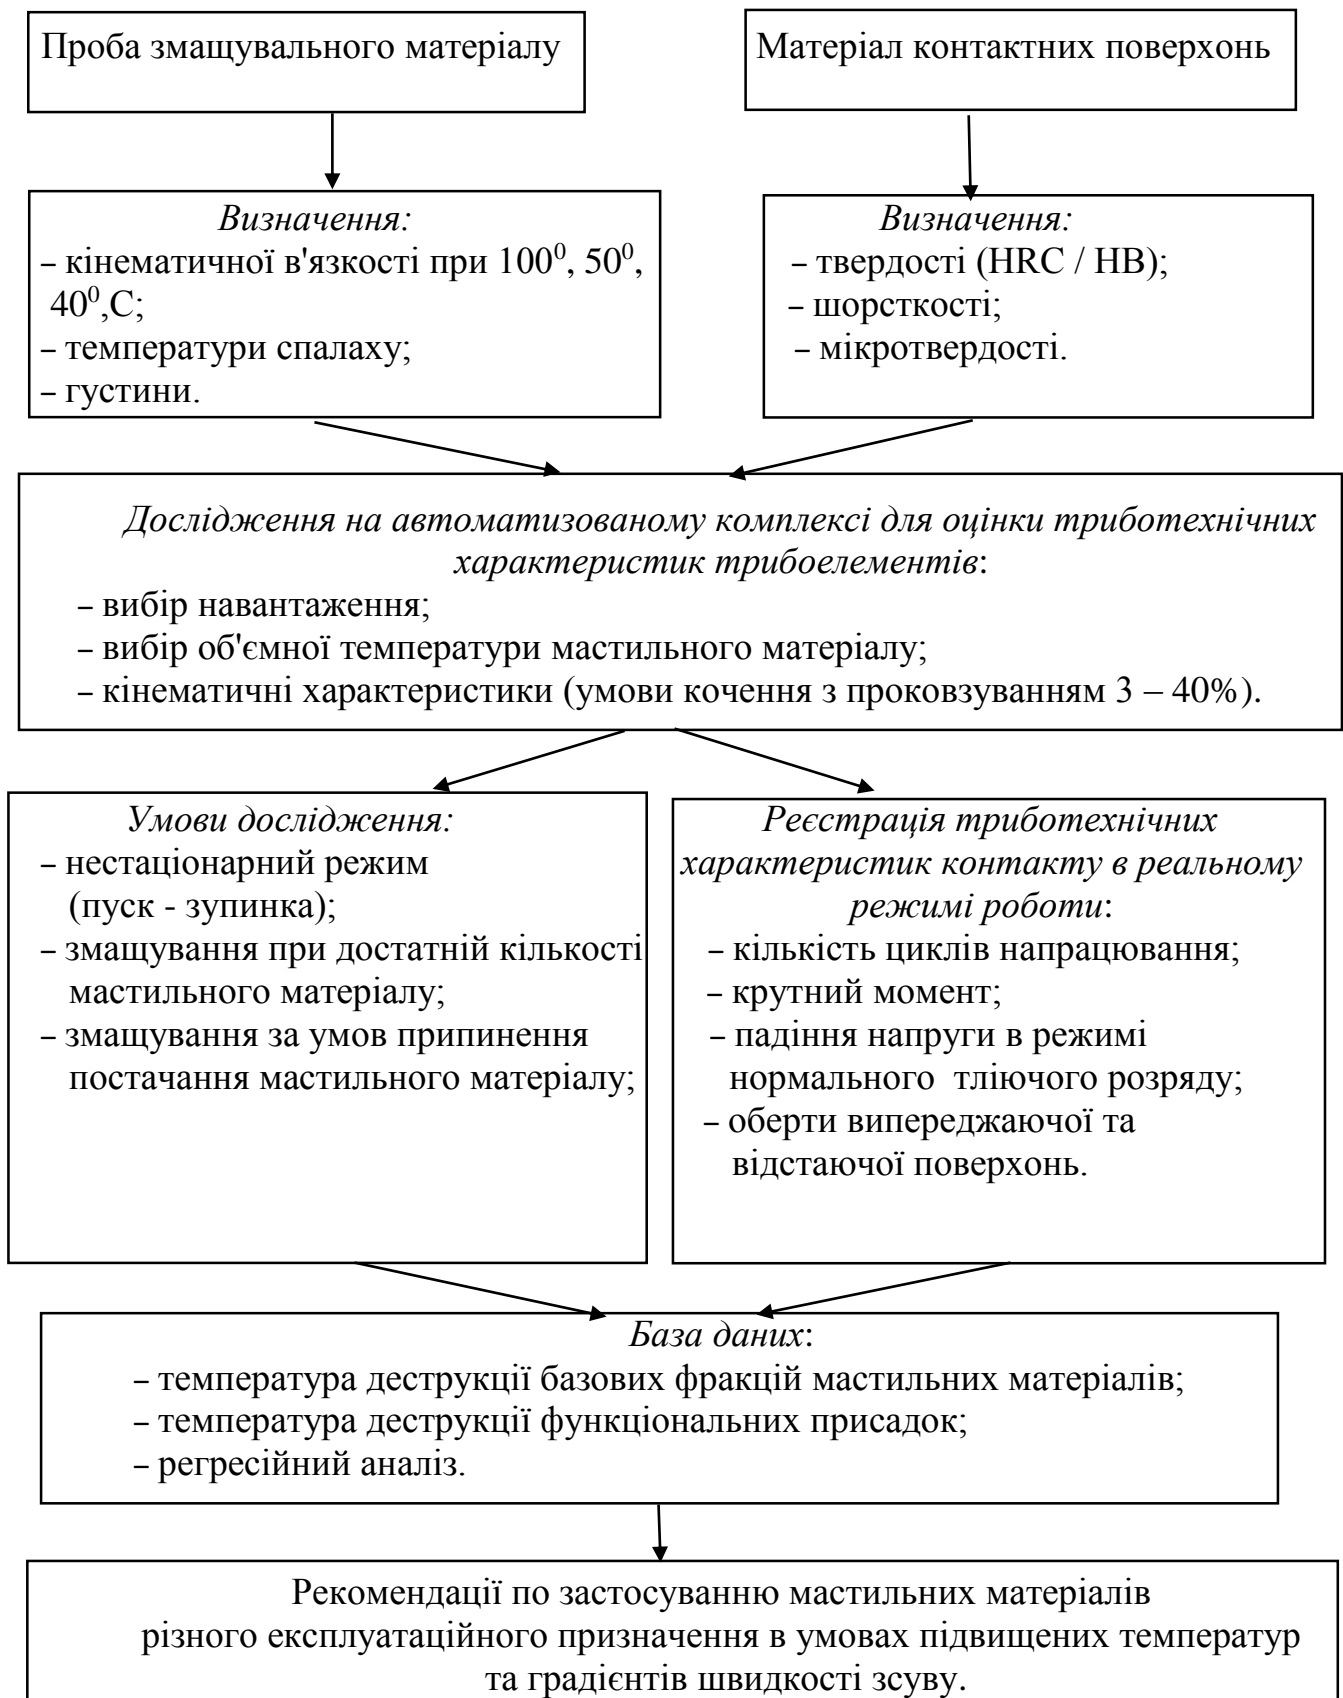 Проба змащувального матеріалу
Матеріал контактних поверхонь
Визначення:
– кінематичної в'язкості при 100⁰, 50⁰,
40⁰,С;
– температури спалаху;
– густини.
Визначення:
– твердості (HRC / HB);
– шорсткості;
– мікротвердості.
Дослідження на автоматизованому комплексі для оцінки триботехнічних
характеристик трибоелементів:
– вибір навантаження;
– вибір об'ємної температури мастильного матеріалу;
– кінематичні характеристики (умови кочення з проковзуванням 3 – 40%).
Умови дослідження:
– нестаціонарний режим
(пуск - зупинка);
– змащування при достатній кількості
мастильного матеріалу;
– змащування за умов припинення
постачання мастильного матеріалу;
Реєстрація триботехнічних
характеристик контакту в реальному
режимі роботи:
– кількість циклів напрацювання;
– крутний момент;
– падіння напруги в режимі
нормального тліючого розряду;
– оберти випереджаючої та
відстаючої поверхонь.
База даних:
– температура деструкції базових фракцій мастильних матеріалів;
– температура деструкції функціональних присадок;
– регресійний аналіз.
Рекомендації по застосуванню мастильних матеріалів
різного експлуатаційного призначення в умовах підвищених температур
та градієнтів швидкості зсуву.